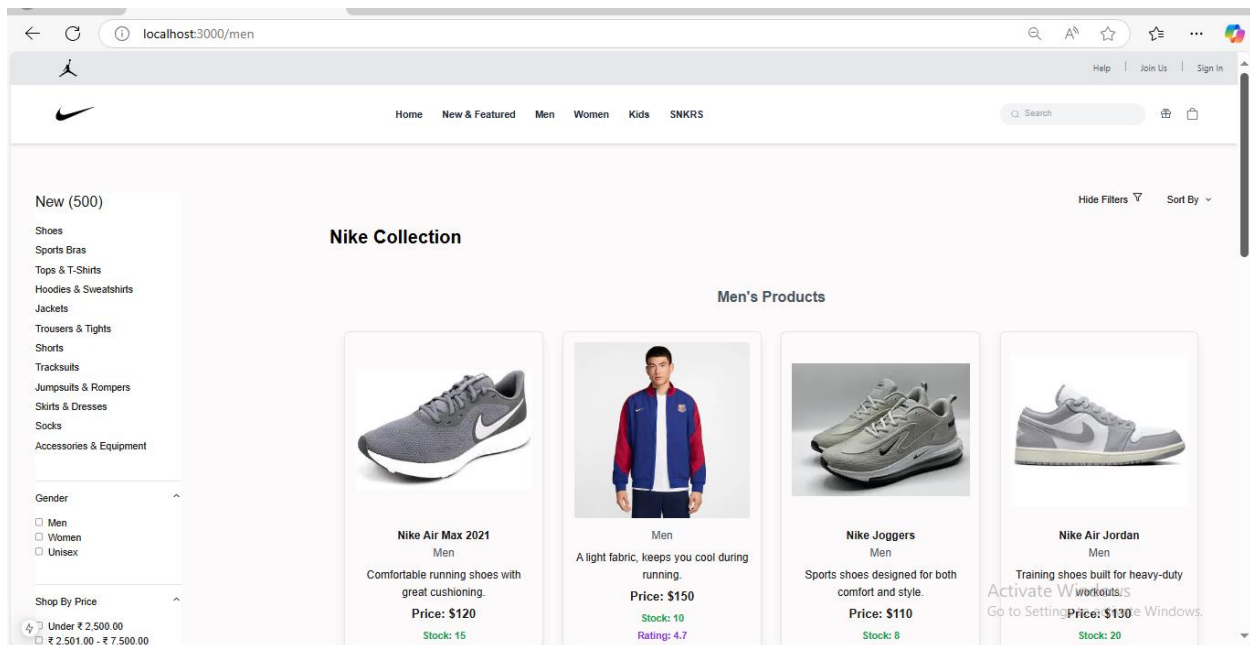 localhost:3000/men
Help | Join Us | Sign In
Home New & Featured Men Women Kids SNKRS
Search
New (500)
Hide Filters Sort By
Shoes
Sports Bras
Tops & T-Shirts
Hoodies & Sweatshirts
Jackets
Trousers & Tights
Shorts
Tracksuits
Jumpsuits & Rompers
Skirts & Dresses
Socks
Accessories & Equipment
Gender
Men
Women
Unisex
Shop By Price
Under ₹ 2,500.00
₹ 2,501.00 - ₹ 7,500.00
Nike Collection
Men's Products
Nike Air Max 2021
Men
Comfortable running shoes with
great cushioning.
Price: $120
Stock: 15
Men
A light fabric, keeps you cool during
running.
Price: $150
Stock: 10
Rating: 4.7
Nike Joggers
Men
Sports shoes designed for both
comfort and style.
Price: $110
Stock: 8
Nike Air Jordan
Men
Training shoes built for heavy-duty
workouts.
Price: $130
Stock: 20
Activate Windows
Go to Settings to activate Windows.